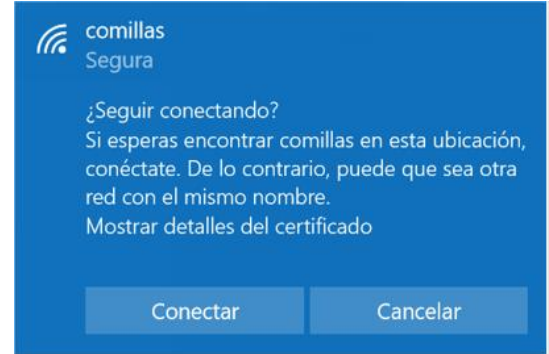 comillas
Segura
¿Seguir conectando?
Si esperas encontrar comillas en esta ubicación,
conéctate. De lo contrario, puede que sea otra
red con el mismo nombre.
Mostrar detalles del certificado
Conectar
Cancelar